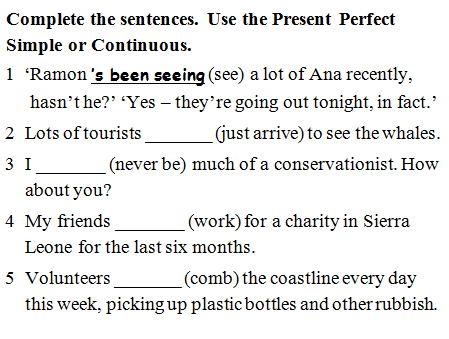 Complete the sentences. Use the Present Perfect
Simple or Continuous.
1 ‘Ramon 's been seeing (see) a lot of Ana recently,
hasn’t he?’ ‘Yes – they’re going out tonight, in fact.’
2 Lots of tourists ________ (just arrive) to see the whales.
3 I ________ (never be) much of a conservationist. How
about you?
4 My friends ________ (work) for a charity in Sierra
Leone for the last six months.
5 Volunteers ________ (comb) the coastline every day
this week, picking up plastic bottles and other rubbish.